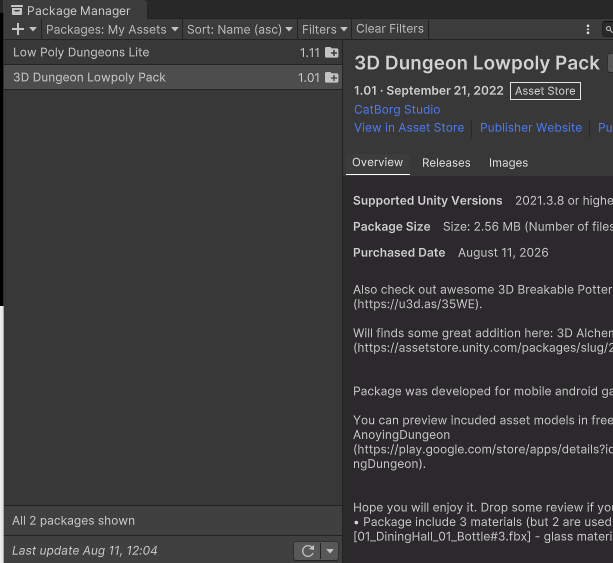 Package Manager
Packages: My Assets
Sort: Name (asc)
Filters
Clear Filters
Low Poly Dungeons Lite
1.11
3D Dungeon Lowpoly Pack
1.01
All 2 packages shown
Last update Aug 11, 12:04
3D Dungeon Lowpoly Pack
1.01 · September 21, 2022
Asset Store
CatBorg Studio
View in Asset Store
Publisher Website
Pu
Overview
Releases
Images
Supported Unity Versions 2021.3.8 or highe
Package Size Size: 2.56 MB (Number of files
Purchased Date August 11, 2026
Also check out awesome 3D Breakable Potter
(https://u3d.as/35WE).
Will finds some great addition here: 3D Alchem
(https://assetstore.unity.com/packages/slug/2
Package was developed for mobile android ga
You can preview incuded asset models in free
AnoyingDungeon
(https://play.google.com/store/apps/details?id
ngDungeon).
Hope you will enjoy it. Drop some review if you
• Package include 3 materials (but 2 are used
[01_DiningHall_01_Bottle#3.fbx] - glass materi